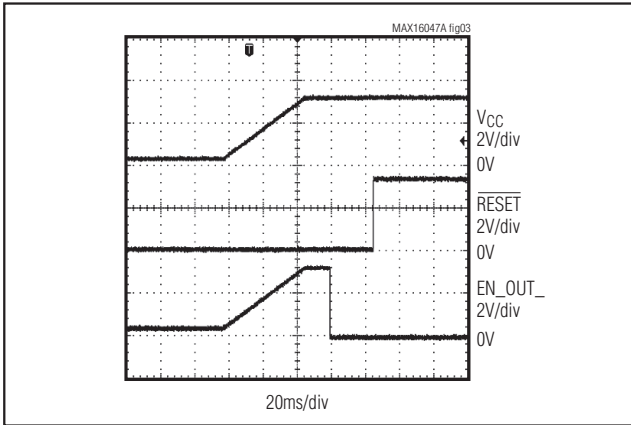 MAX16047A fig03
T
VCC
2V/div
0V
RESET
2V/div
0V
EN_OUT_
2V/div
0V
20ms/div